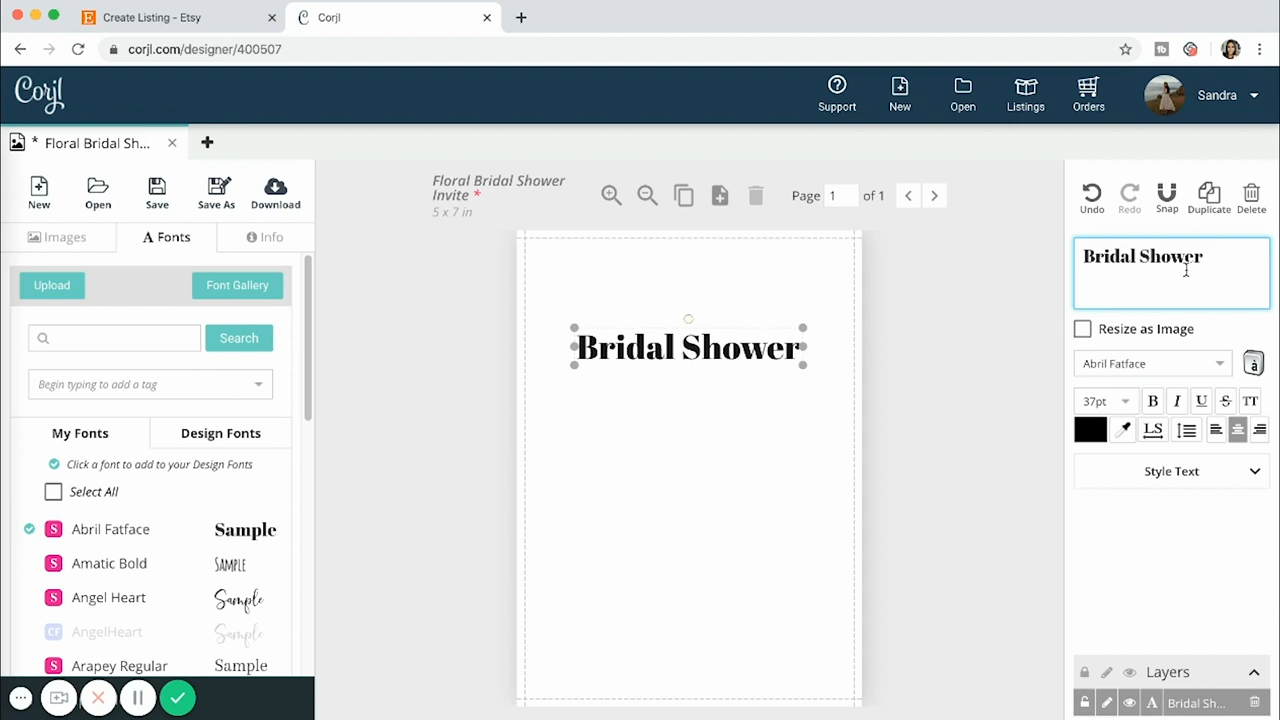 Create Listing - Etsy
Corjl
corjl.com/designer/400507
Corjl
Support
New
Open
Listings
Orders
Sandra
* Floral Bridal Sh...
New
Open
Save
Save As
Download
Images
Fonts
Info
Upload
Font Gallery
Search
Begin typing to add a tag
My Fonts
Design Fonts
Click a font to add to your Design Fonts
Select All
S Abril Fatface Sample
S Amatic Bold SAMPLE
S Angel Heart Sample
CF AngelHeart Sample
S Arapey Regular Sample
Floral Bridal Shower
Invite *
5 x 7 in
Page 1 of 1
Bridal Shower
Undo
Redo
Snap
Duplicate
Delete
Bridal Shower
Resize as Image
Abril Fatface
à
37pt
B I U S TT
LS
Style Text
Layers
A Bridal Sh...